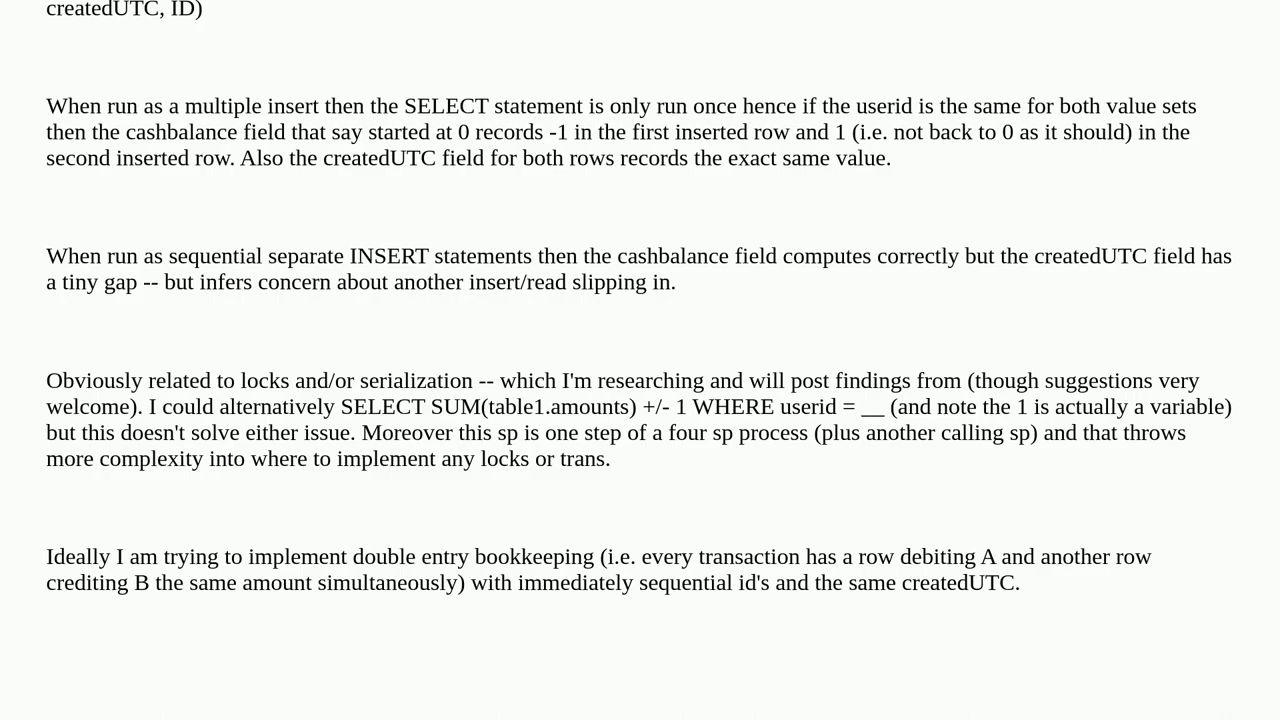 createdUTC, ID)
When run as a multiple insert then the SELECT statement is only run once hence if the userid is the same for both value sets
then the cashbalance field that say started at 0 records -1 in the first inserted row and 1 (i.e. not back to 0 as it should) in the
second inserted row. Also the createdUTC field for both rows records the exact same value.
When run as sequential separate INSERT statements then the cashbalance field computes correctly but the createdUTC field has
a tiny gap -- but infers concern about another insert/read slipping in.
Obviously related to locks and/or serialization -- which I'm researching and will post findings from (though suggestions very
welcome). I could alternatively SELECT SUM(table1.amounts) +/- 1 WHERE userid = __ (and note the 1 is actually a variable)
but this doesn't solve either issue. Moreover this sp is one step of a four sp process (plus another calling sp) and that throws
more complexity into where to implement any locks or trans.
Ideally I am trying to implement double entry bookkeeping (i.e. every transaction has a row debiting A and another row
crediting B the same amount simultaneously) with immediately sequential id's and the same createdUTC.